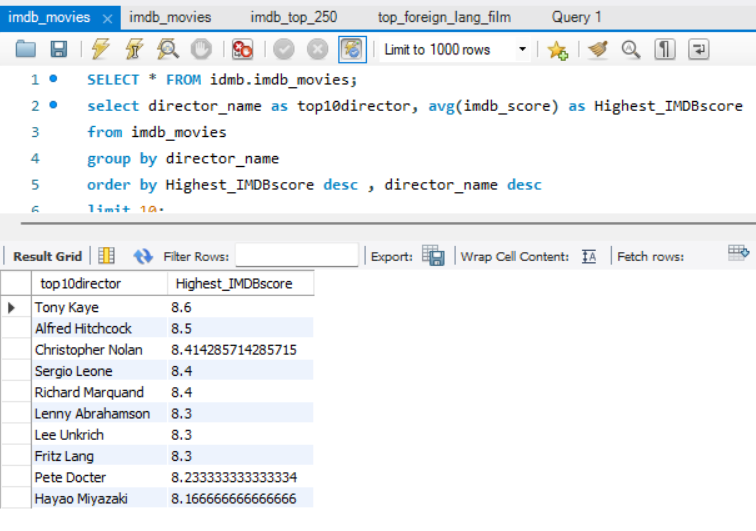 imdb_movies imdb_movies imdb_top_250 top_foreign_lang_film Query 1
Limit to 1000 rows
1 SELECT * FROM idmb.imdb_movies;
2 select director_name as top10director, avg(imdb_score) as Highest_IMDBscore
3 from imdb_movies
4 group by director_name
5 order by Highest_IMDBscore desc , director_name desc
6 limit 10;
Result Grid Filter Rows: Export: Wrap Cell Content: IA Fetch rows:
top10director Highest_IMDBscore
Tony Kaye 8.6
Alfred Hitchcock 8.5
Christopher Nolan 8.414285714285715
Sergio Leone 8.4
Richard Marquand 8.4
Lenny Abrahamson 8.3
Lee Unkrich 8.3
Fritz Lang 8.3
Pete Docter 8.233333333333334
Hayao Miyazaki 8.166666666666666